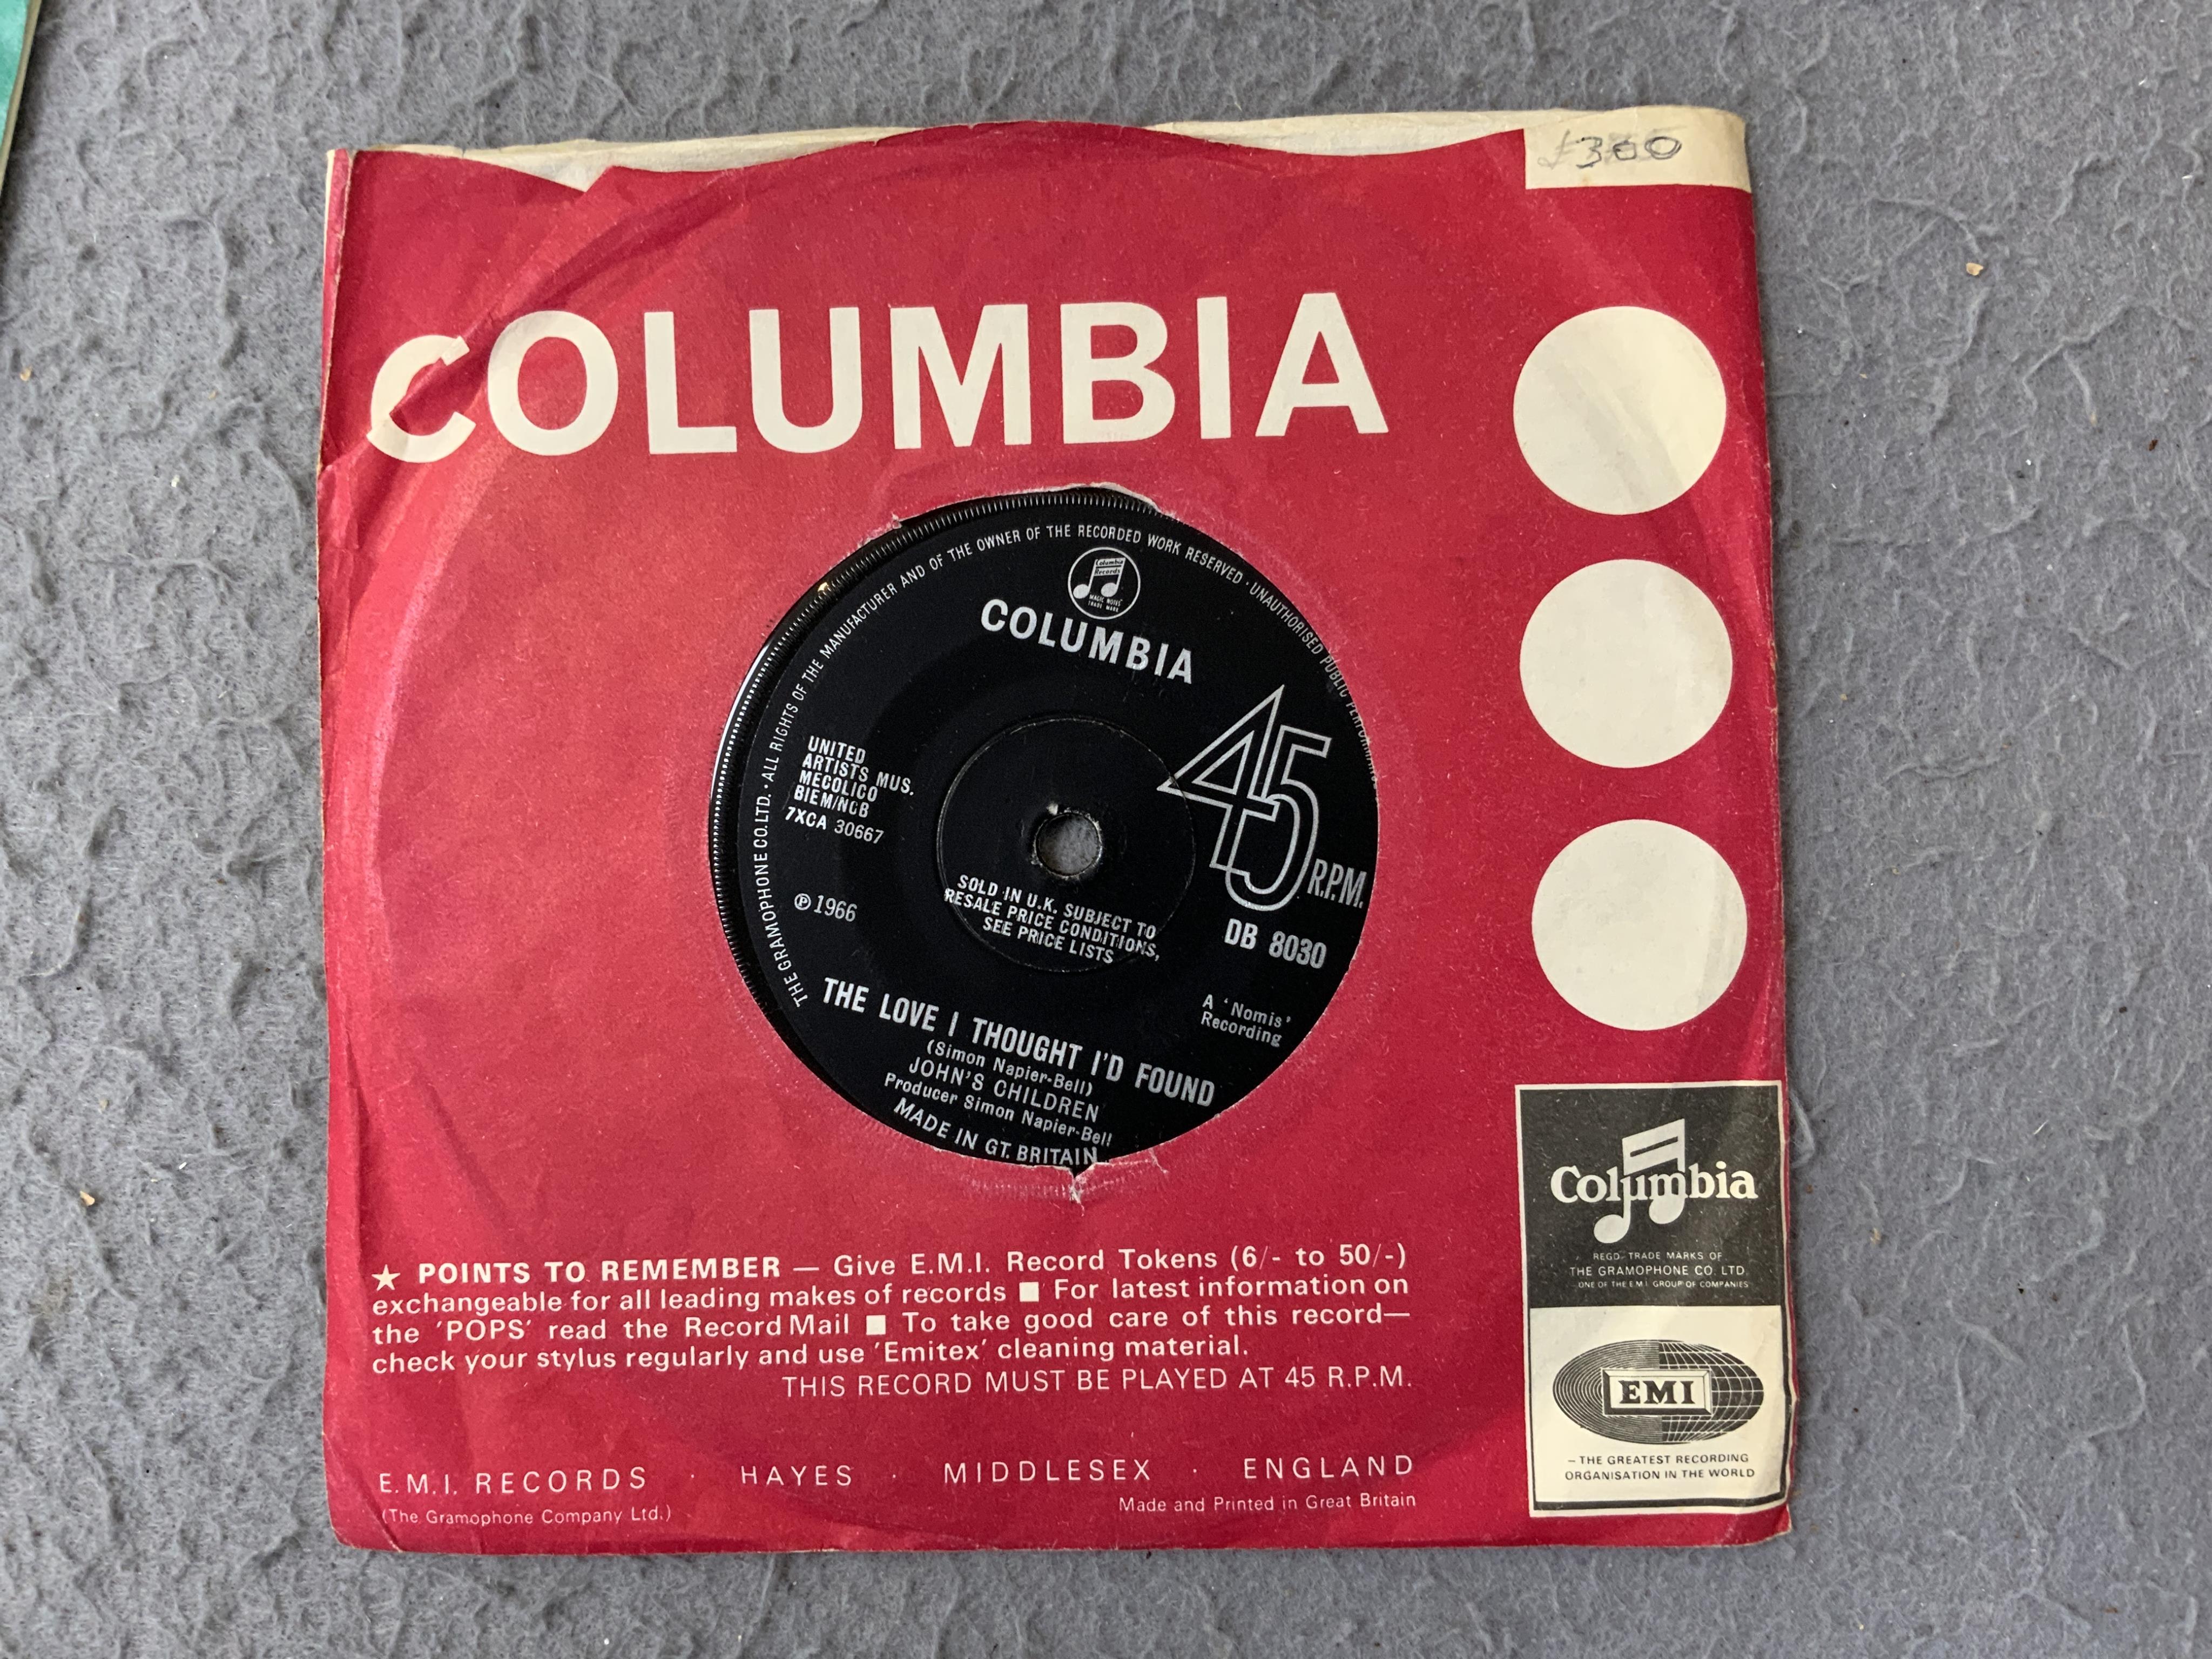 £300
COLUMBIA
THE GRAMOPHONE CO. LTD. · ALL RIGHTS OF THE MANUFACTURER AND OF THE OWNER OF THE RECORDED WORK RESERVED · UNAUTHORISED PUBLIC
Columbia
Records
MAGIC NOTES
TRADE MARK
COLUMBIA
45
R.P.M.
UNITED
ARTISTS MUS.
MECOLICO
BIEM/NCB
7XCA 30667
℗ 1966
SOLD IN U.K. SUBJECT TO
RESALE PRICE CONDITIONS,
SEE PRICE LISTS
DB 8030
A 'Nomis'
Recording
THE LOVE I THOUGHT I'D FOUND
(Simon Napier-Bell)
JOHN'S CHILDREN
Producer Simon Napier-Bell
MADE IN GT. BRITAIN
★ POINTS TO REMEMBER — Give E.M.I. Record Tokens (6/- to 50/-)
exchangeable for all leading makes of records ■ For latest information on
the 'POPS' read the Record Mail ■ To take good care of this record—
check your stylus regularly and use 'Emitex' cleaning material.
THIS RECORD MUST BE PLAYED AT 45 R.P.M.
E.M.I. RECORDS · HAYES · MIDDLESEX · ENGLAND
(The Gramophone Company Ltd.)
Made and Printed in Great Britain
Columbia
REGD. TRADE MARKS OF
THE GRAMOPHONE CO. LTD.
ONE OF THE E.M.I. GROUP OF COMPANIES
EMI
– THE GREATEST RECORDING
ORGANISATION IN THE WORLD